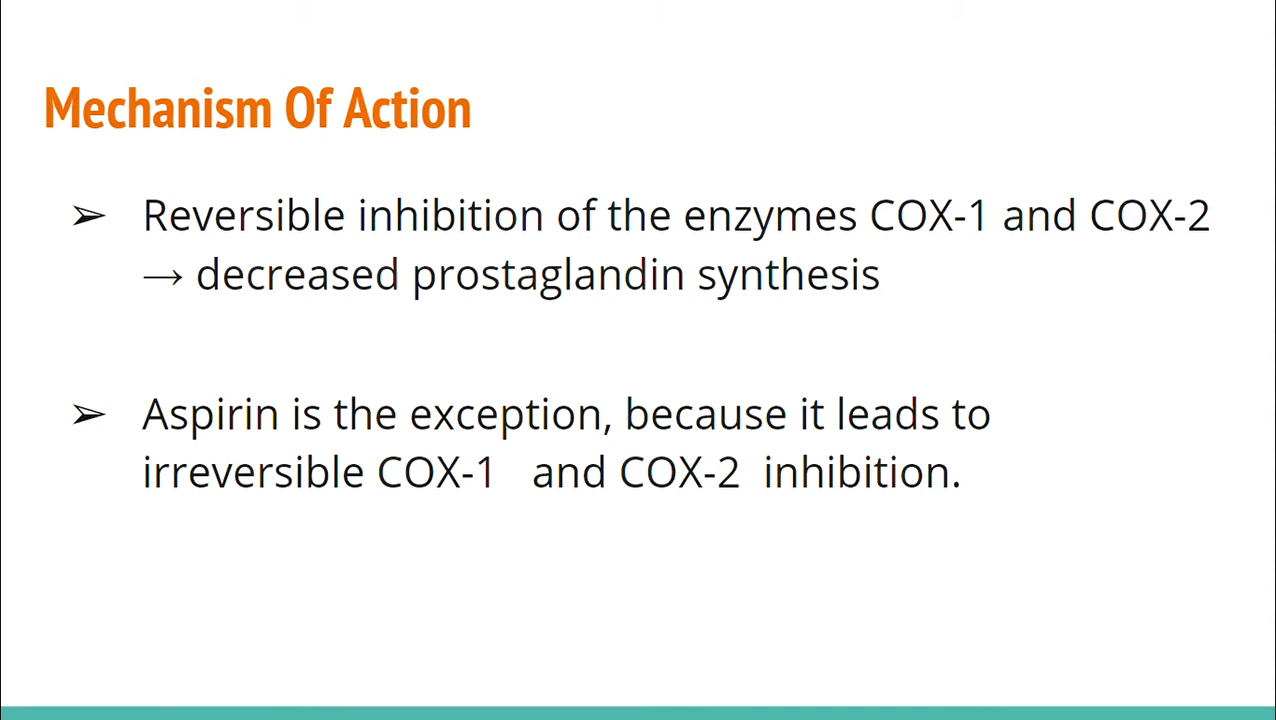 Mechanism Of Action
➢ Reversible inhibition of the enzymes COX-1 and COX-2
→ decreased prostaglandin synthesis
➢ Aspirin is the exception, because it leads to
irreversible COX-1 and COX-2 inhibition.